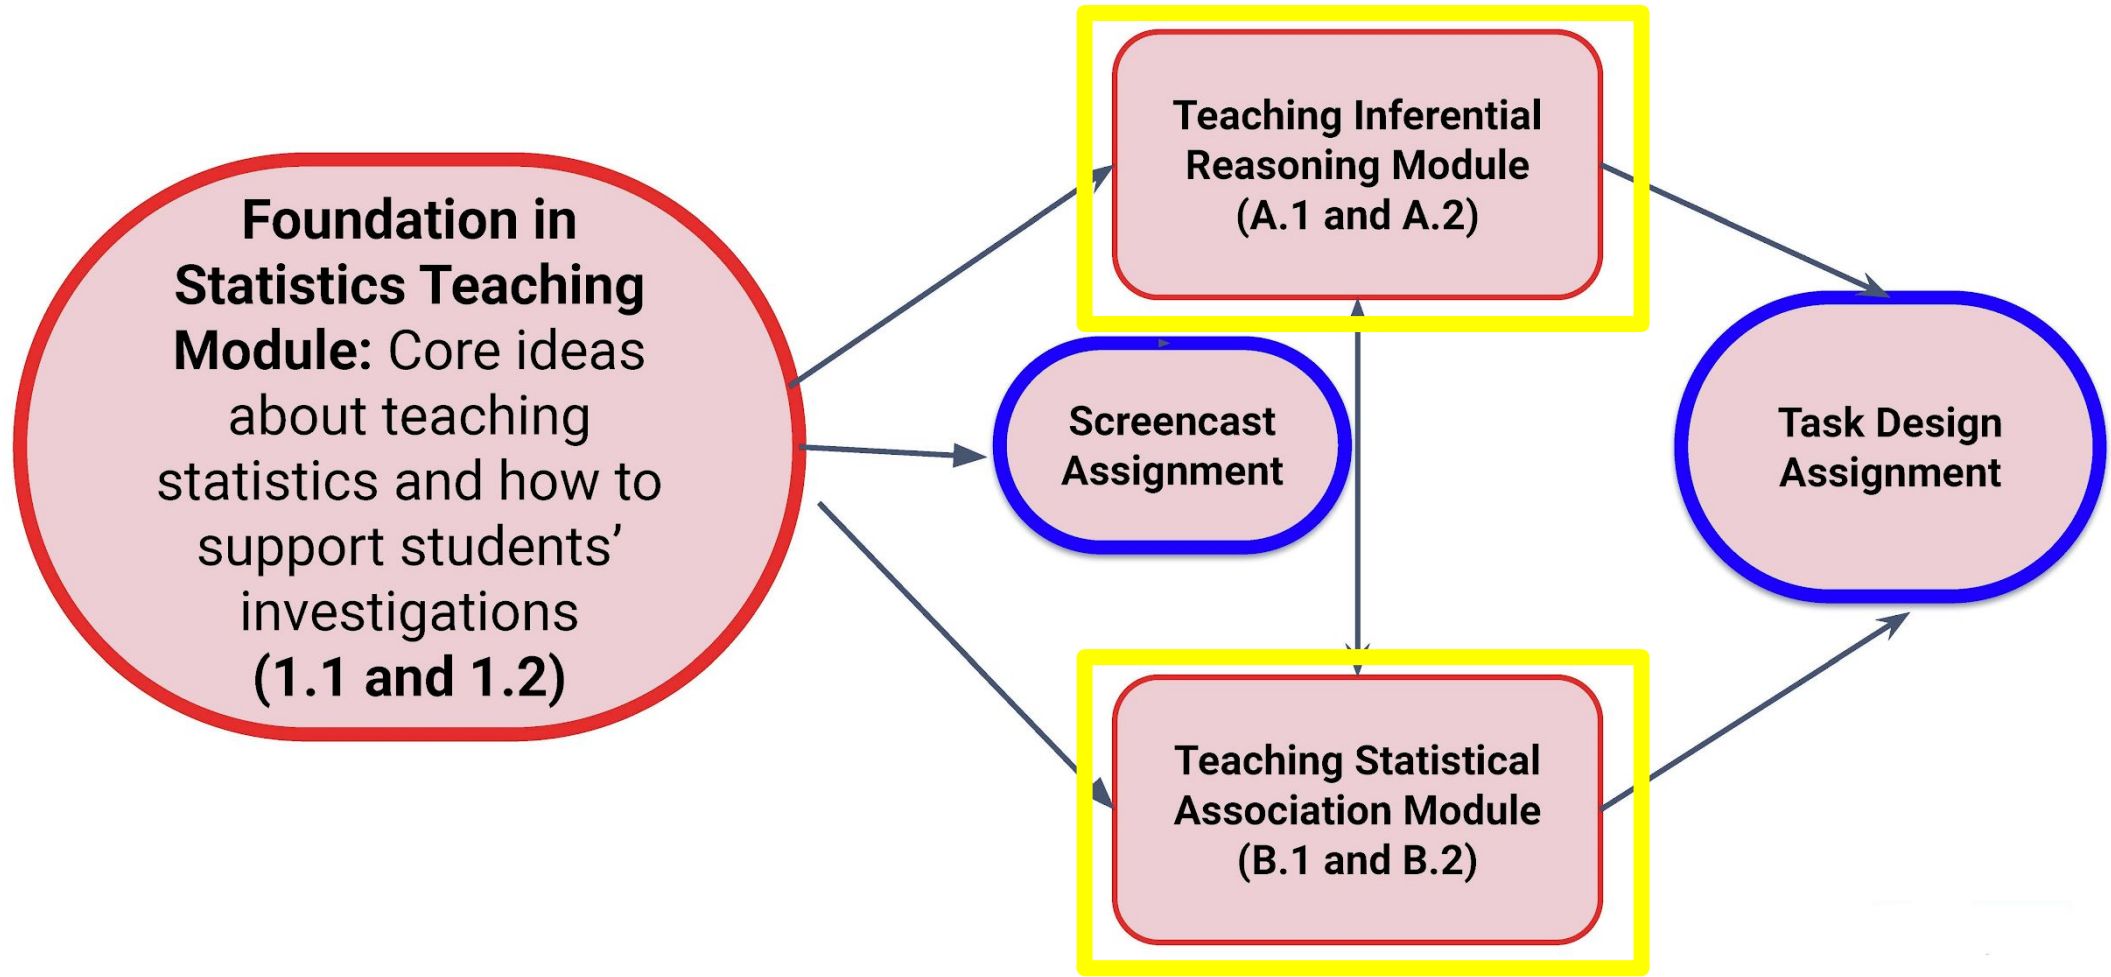 Foundation in
Statistics Teaching
Module: Core ideas
about teaching
statistics and how to
support students’
investigations
(1.1 and 1.2)
Teaching Inferential
Reasoning Module
(A.1 and A.2)
Screencast
Assignment
Task Design
Assignment
Teaching Statistical
Association Module
(B.1 and B.2)